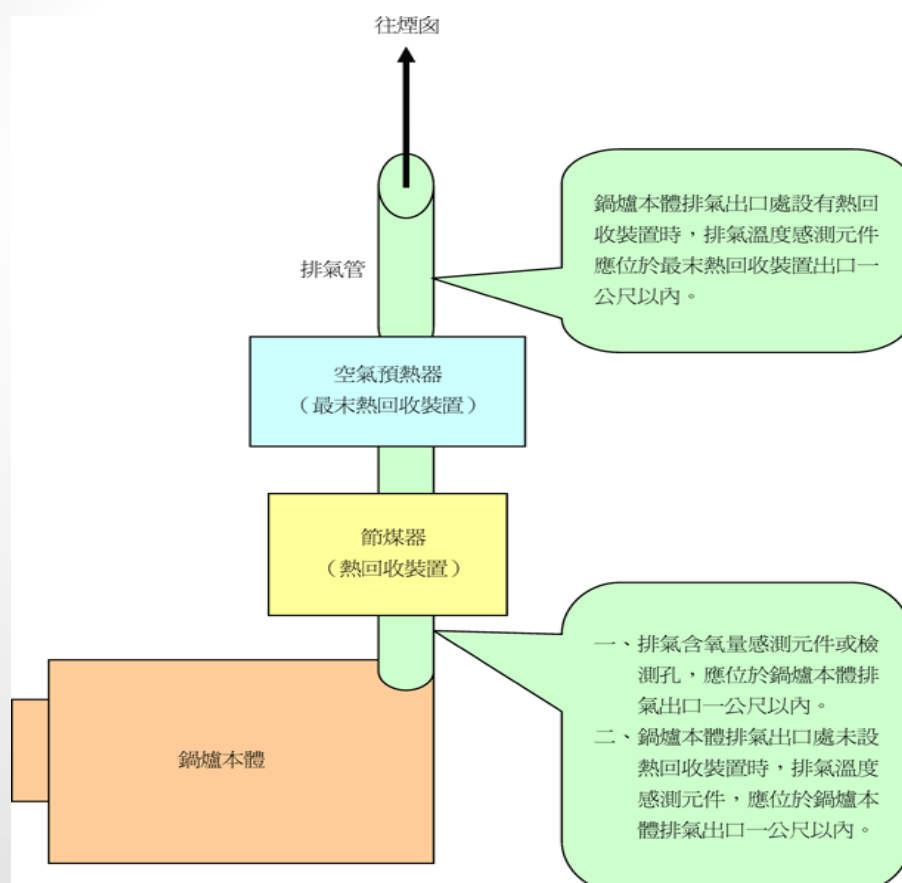 往煙囪
鍋爐本體排氣出口處設有熱回
收裝置時，排氣溫度感測元件
應位於最末熱回收裝置出口一
公尺以內。
排氣管
空氣預熱器
（最末熱回收裝置）
節煤器
（熱回收裝置）
一、排氣含氧量感測元件或檢
測孔，應位於鍋爐本體排
氣出口一公尺以內。
二、鍋爐本體排氣出口處未設
熱回收裝置時，排氣溫度
感測元件，應位於鍋爐本
體排氣出口一公尺以內。
鍋爐本體